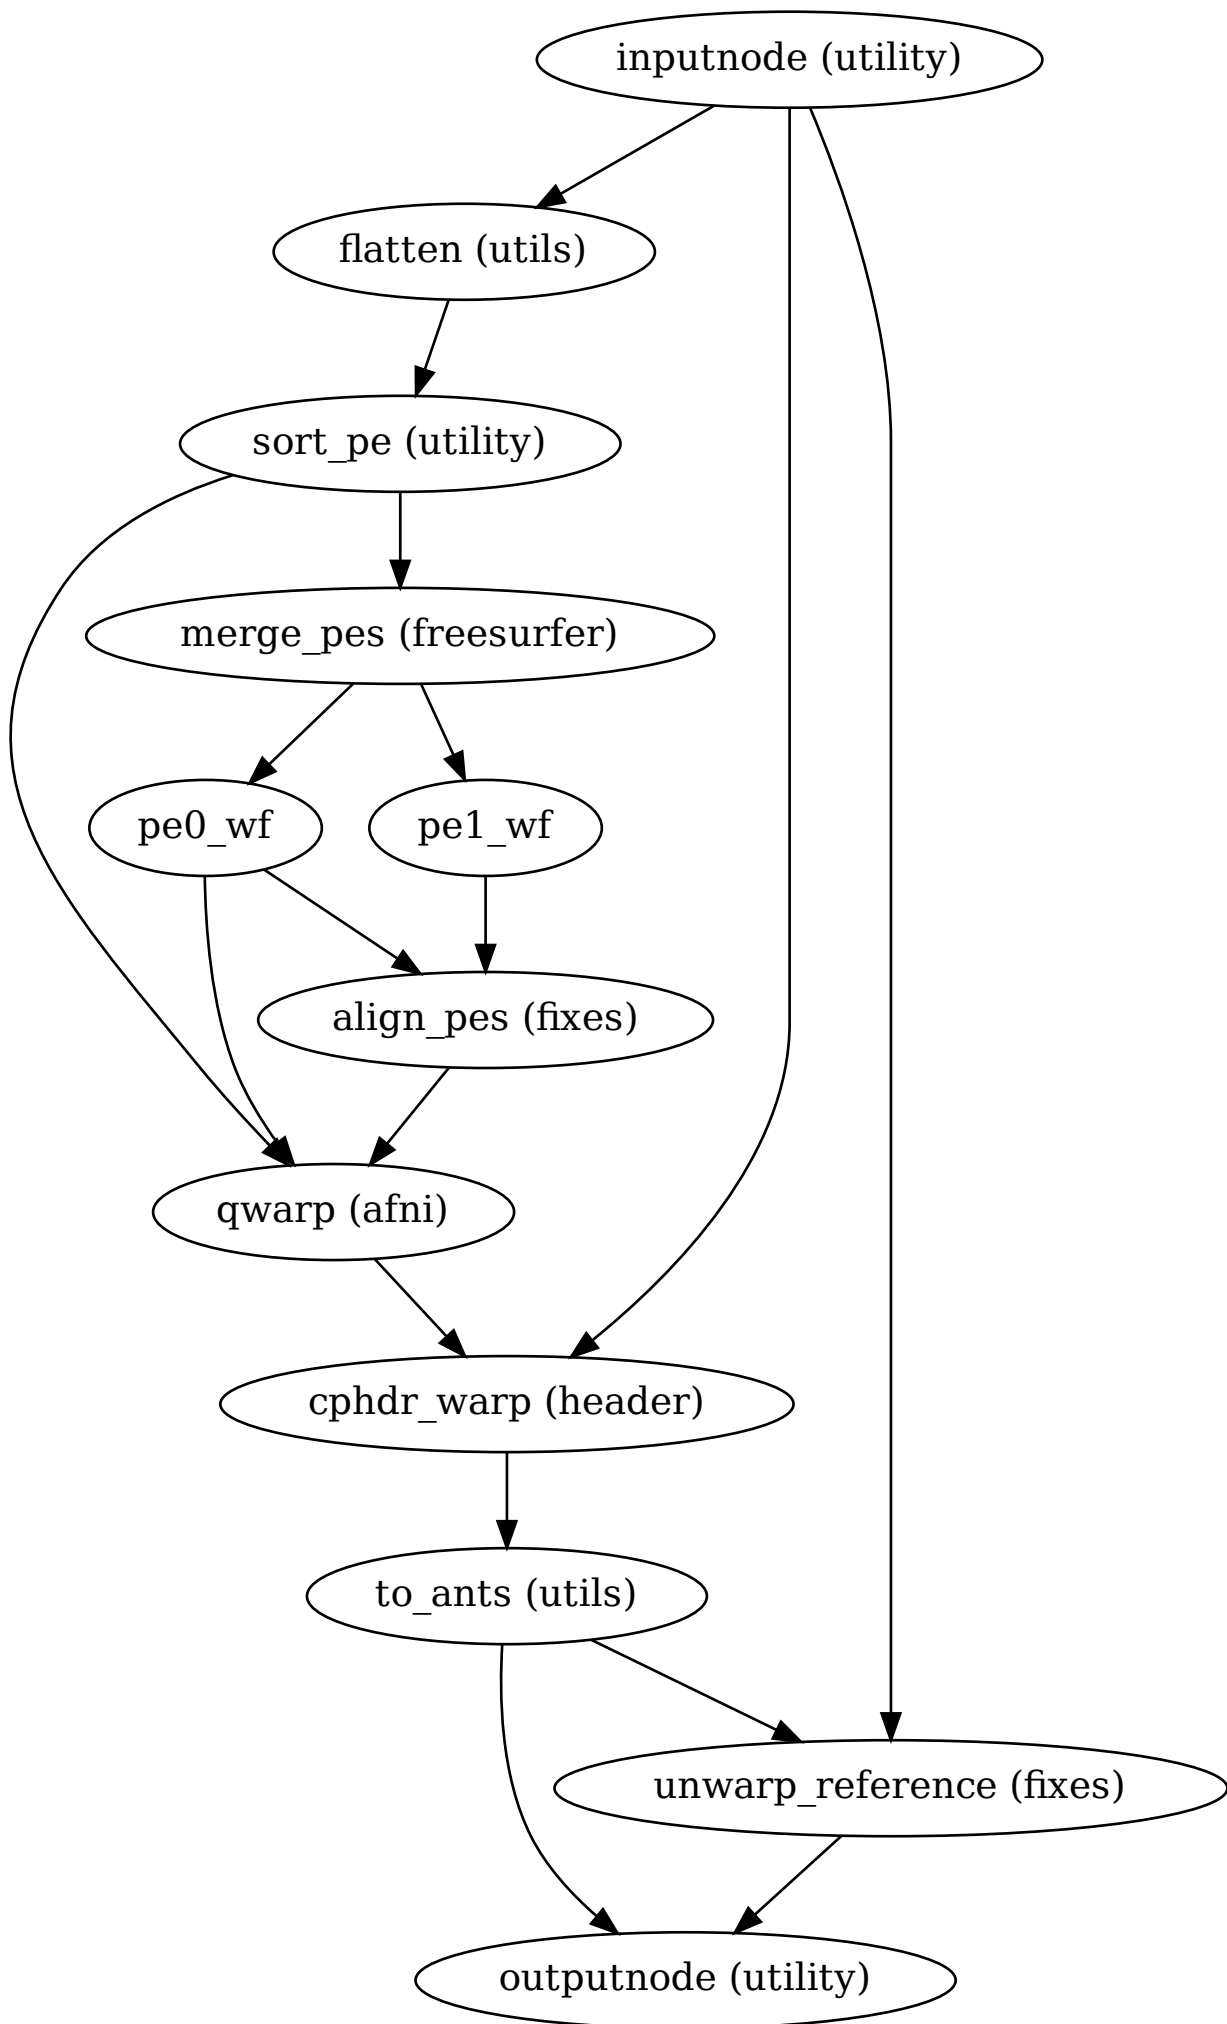 inputnode (utility)
flatten (utils)
sort_pe (utility)
merge_pes (freesurfer)
pe0_wf
pe1_wf
align_pes (fixes)
qwarp (afni)
cphdr_warp (header)
to_ants (utils)
unwarp_reference (fixes)
outputnode (utility)